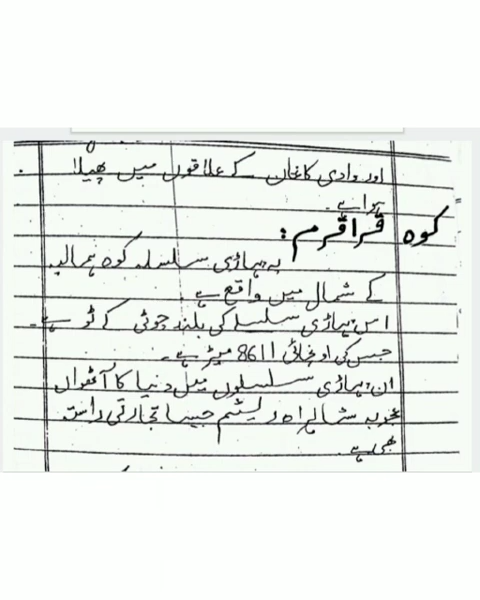 اور وادی کاغان کے علاقوں میں پھیلا
ہوا ہے۔
کوہ قراقرم:
یہ پہاڑی سلسلہ کوہ ہمالیہ
کے شمال میں واقع ہے
اس پہاڑی سلسلے کی بلند چوٹی کے ٹو ہے۔
جس کی اونچائی 8611 میٹر ہے۔
ان پہاڑی سلسلوں میں دنیا کا آٹھواں
عجوبہ شاہراہ ریشم جیسا تجارتی راستہ
بھی ہے۔